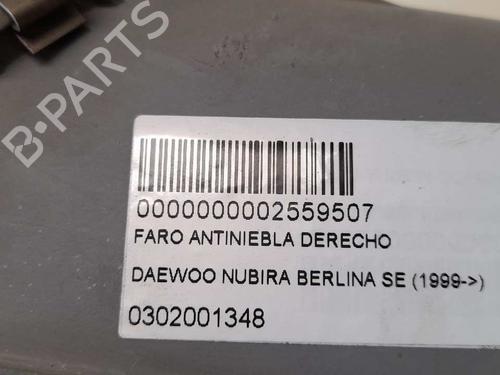 B-PARTS
0000000002559507
FARO ANTINIEBLA DERECHO
DAEWOO NUBIRA BERLINA SE (1999->)
0302001348